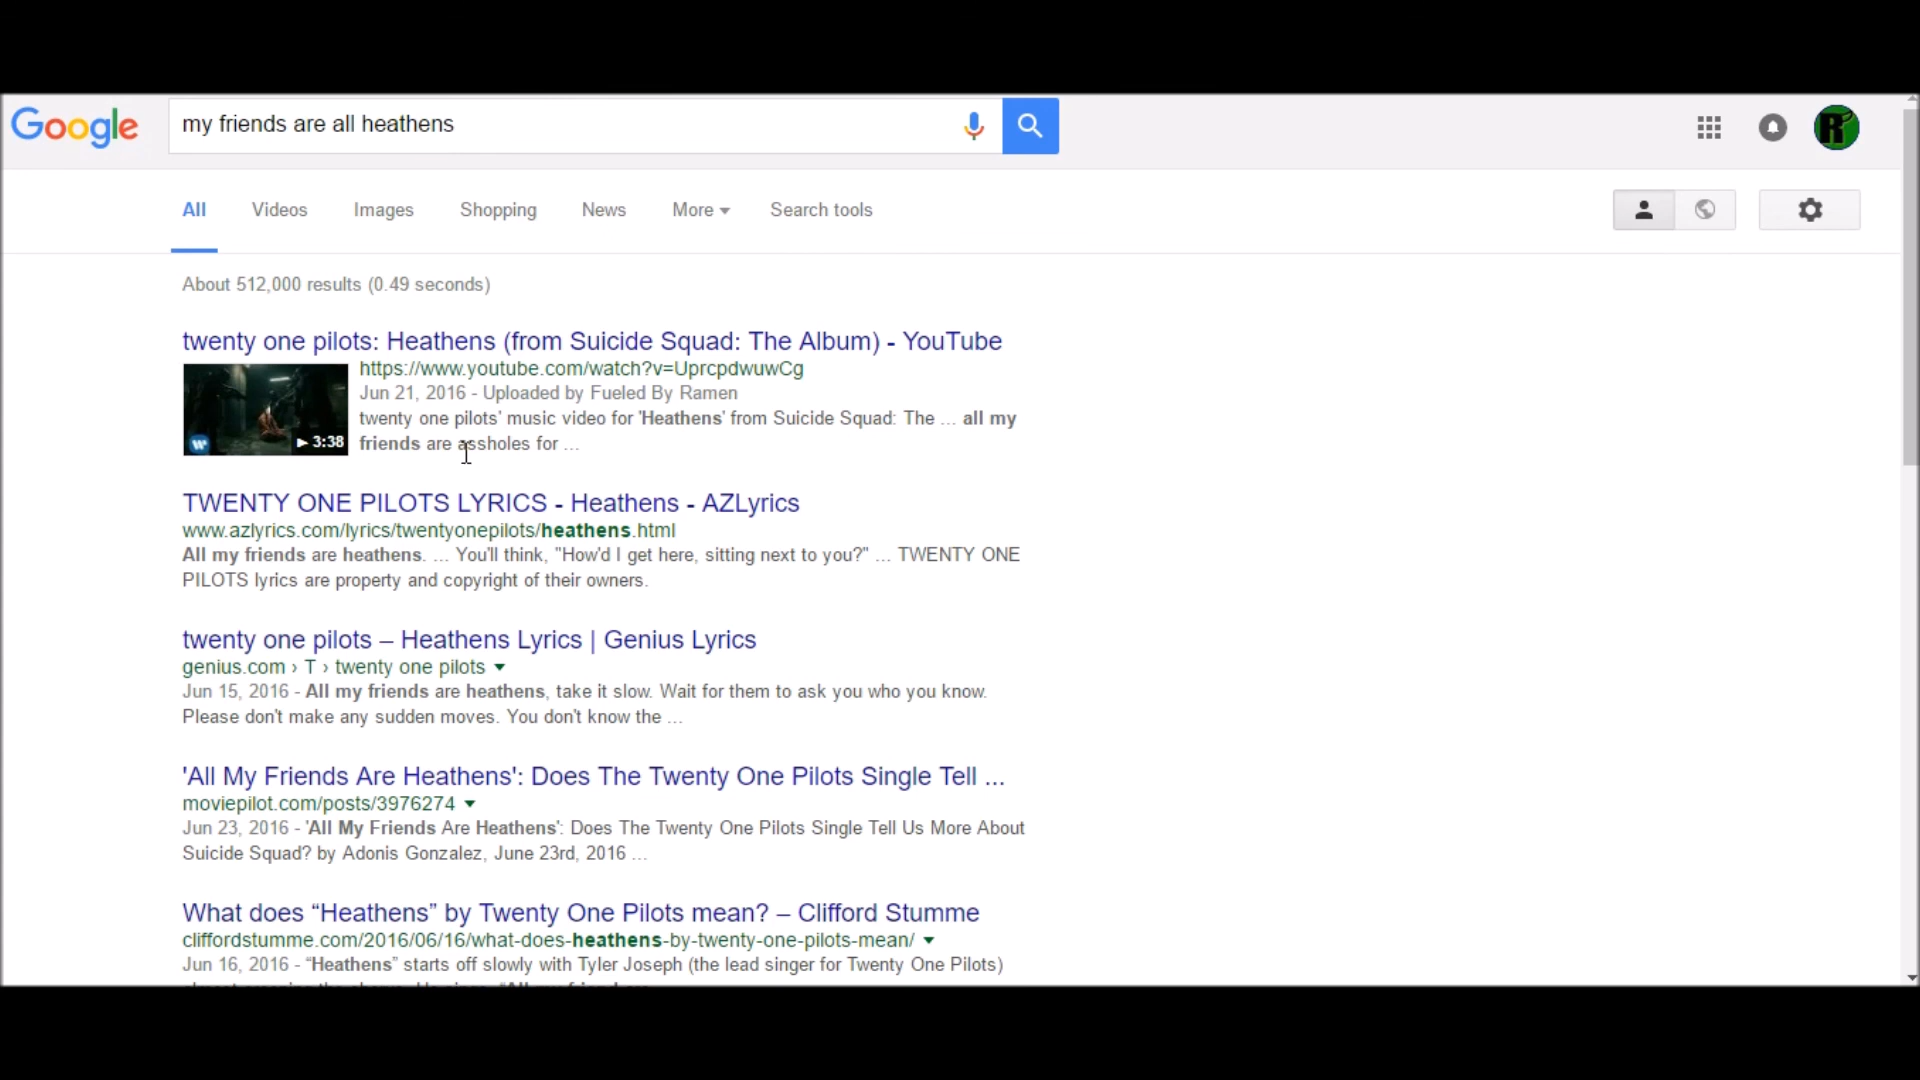 Google
my friends are all heathens
R
All Videos Images Shopping News More Search tools
About 512,000 results (0.49 seconds)
twenty one pilots: Heathens (from Suicide Squad: The Album) - YouTube
https://www.youtube.com/watch?v=UprcpdwuwCg
Jun 21, 2016 - Uploaded by Fueled By Ramen
twenty one pilots' music video for 'Heathens' from Suicide Squad: The ... all my
friends are assholes for ...
W
3:38
TWENTY ONE PILOTS LYRICS - Heathens - AZLyrics
www.azlyrics.com/lyrics/twentyonepilots/heathens.html
All my friends are heathens. ... You'll think, "How'd I get here, sitting next to you?" ... TWENTY ONE
PILOTS lyrics are property and copyright of their owners.
twenty one pilots – Heathens Lyrics | Genius Lyrics
genius.com › T › twenty one pilots
Jun 15, 2016 - All my friends are heathens, take it slow. Wait for them to ask you who you know.
Please don't make any sudden moves. You don't know the ...
'All My Friends Are Heathens': Does The Twenty One Pilots Single Tell ...
moviepilot.com/posts/3976274
Jun 23, 2016 - 'All My Friends Are Heathens': Does The Twenty One Pilots Single Tell Us More About
Suicide Squad? by Adonis Gonzalez, June 23rd, 2016 ...
What does “Heathens” by Twenty One Pilots mean? – Clifford Stumme
cliffordstumme.com/2016/06/16/what-does-heathens-by-twenty-one-pilots-mean/
Jun 16, 2016 - “Heathens” starts off slowly with Tyler Joseph (the lead singer for Twenty One Pilots)